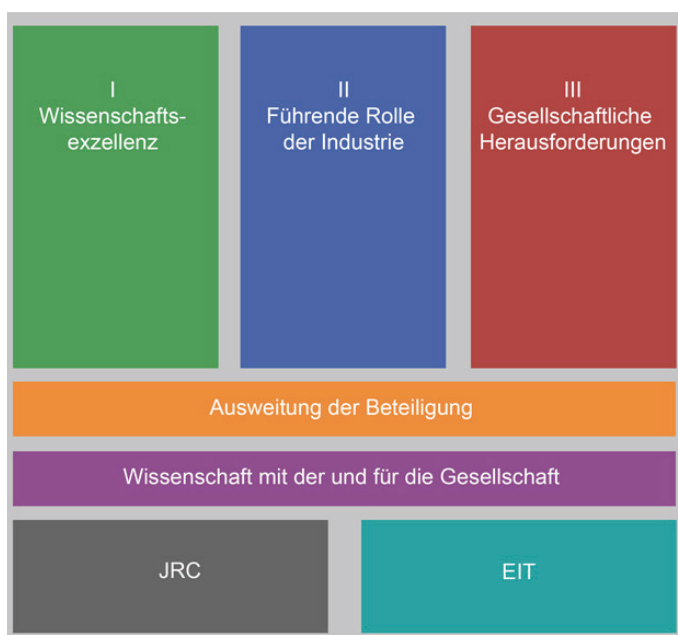 I
Wissenschafts-
exzellenz
II
Führende Rolle
der Industrie
III
Gesellschaftliche
Herausforderungen
Ausweitung der Beteiligung
Wissenschaft mit der und für die Gesellschaft
JRC
EIT